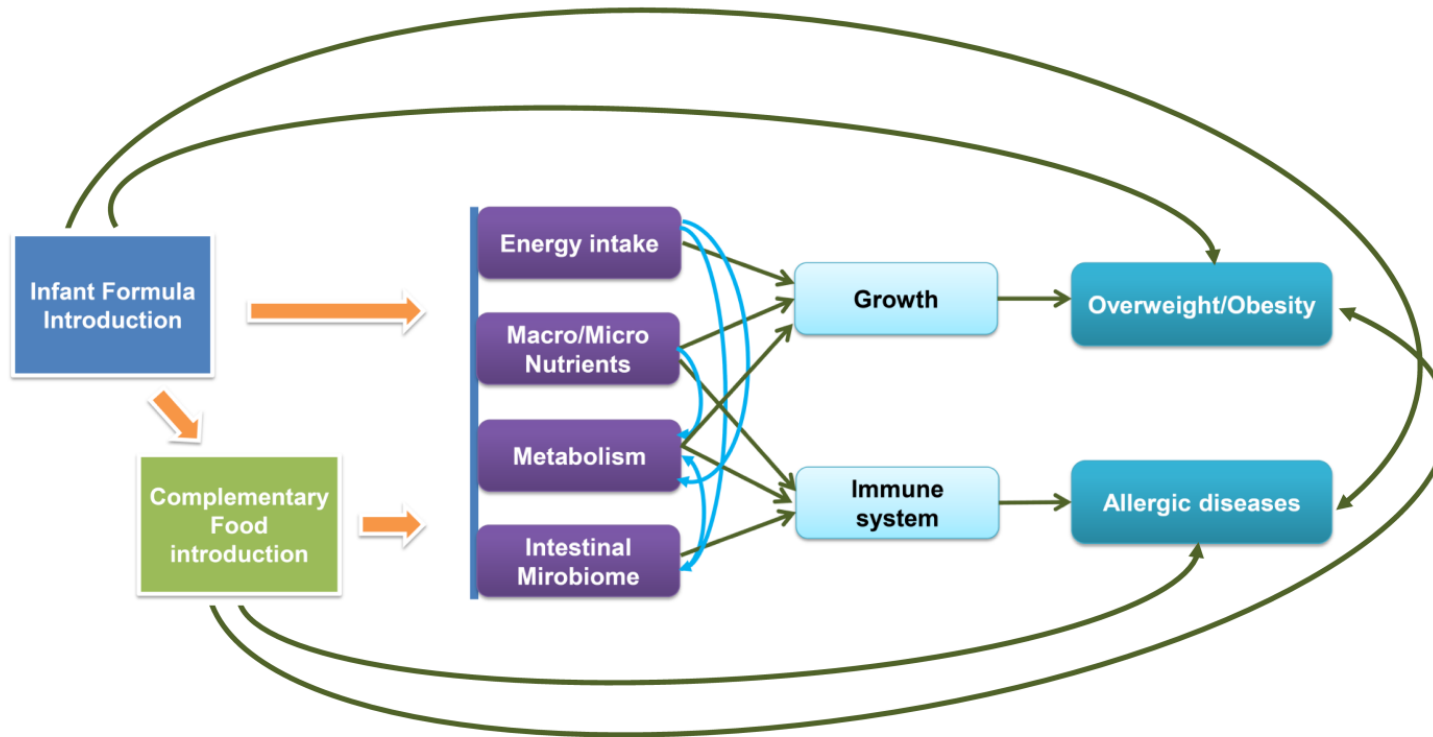 Infant Formula
Introduction
Complementary
Food
introduction
Energy intake
Macro/Micro
Nutrients
Metabolism
Intestinal
Mirobiome
Growth
Immune
system
Overweight/Obesity
Allergic diseases